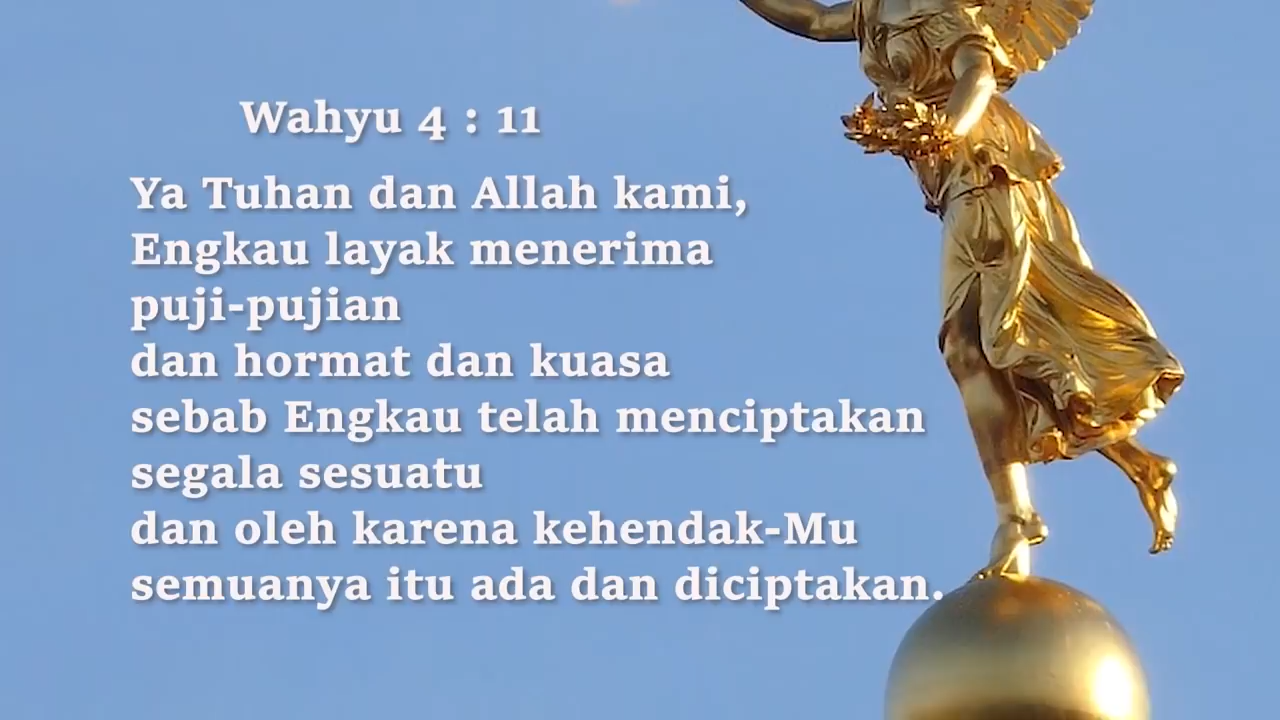 Wahyu 4 : 11
Ya Tuhan dan Allah kami,
Engkau layak menerima
puji-pujian
dan hormat dan kuasa
sebab Engkau telah menciptakan
segala sesuatu
dan oleh karena kehendak-Mu
semuanya itu ada dan diciptakan.